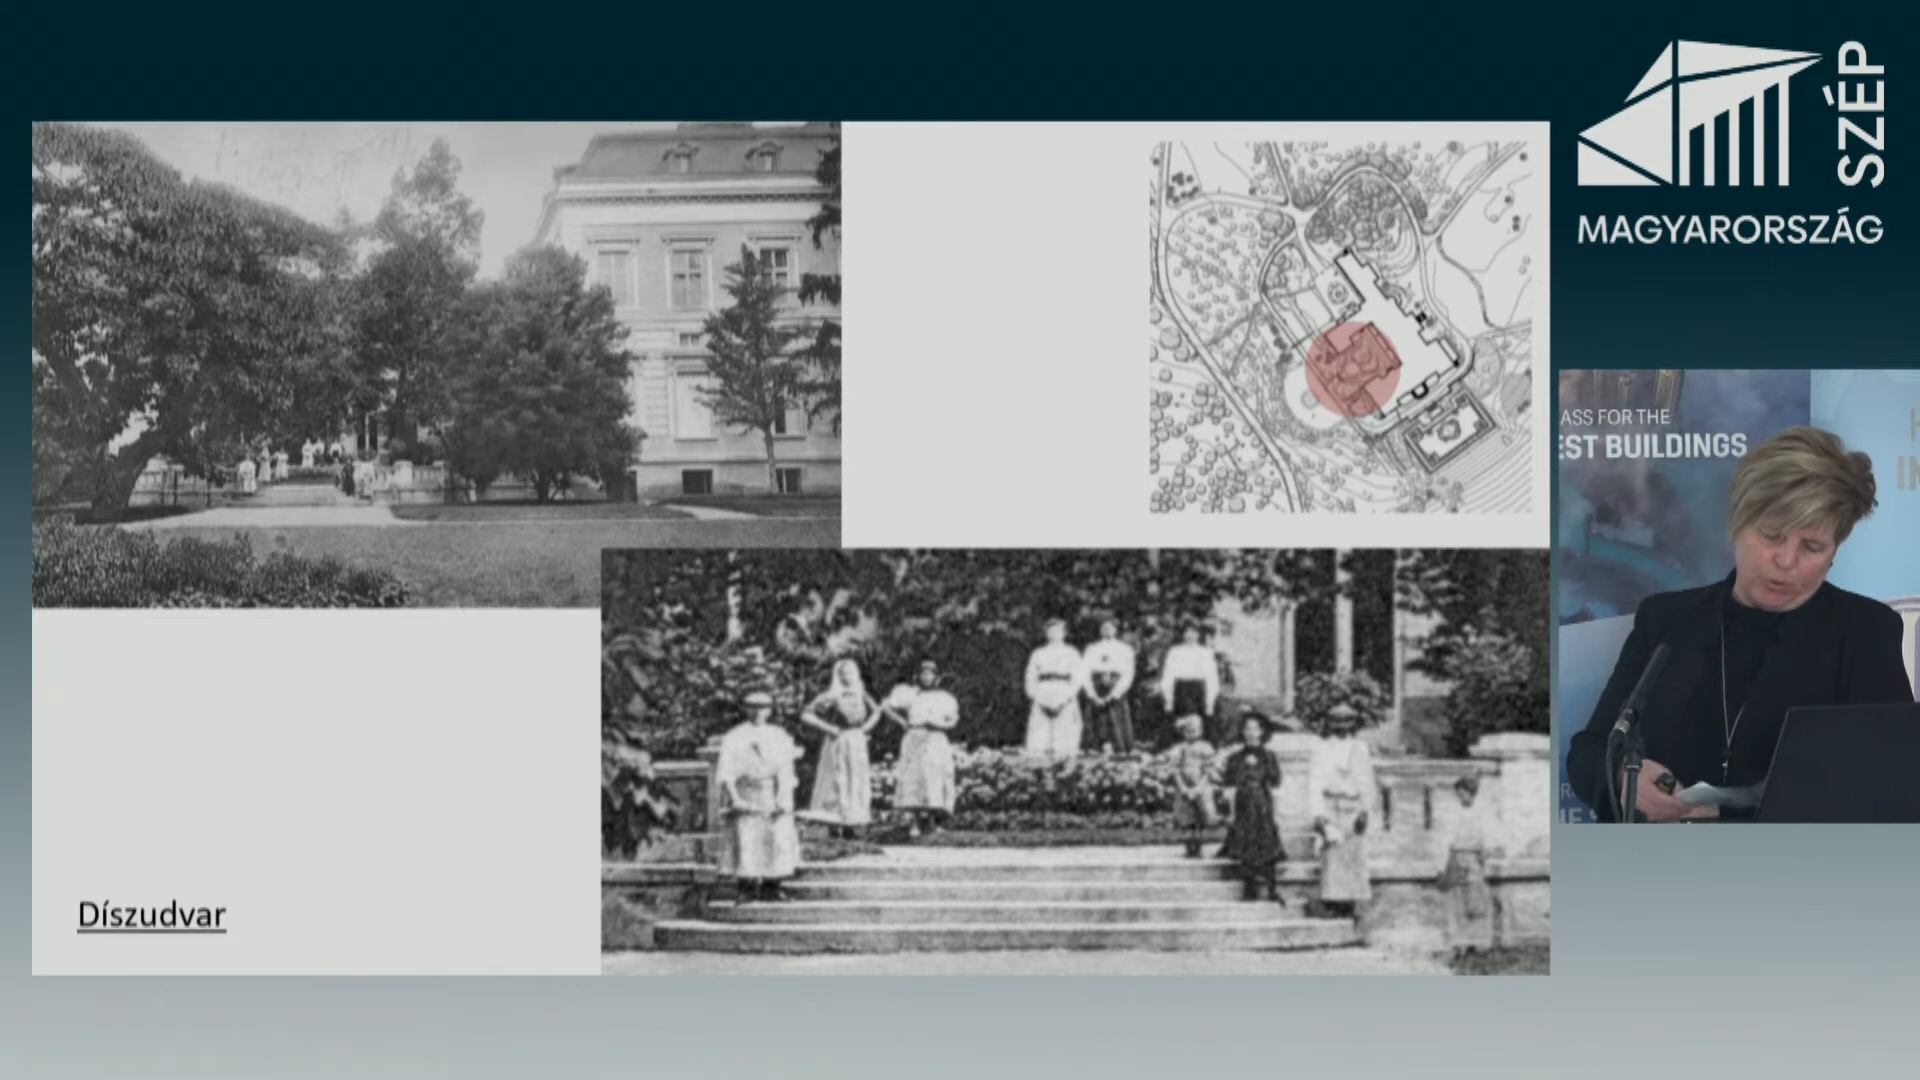 SZÉP
MAGYARORSZÁG
ASS FOR THE
EST BUILDINGS
Díszudvar